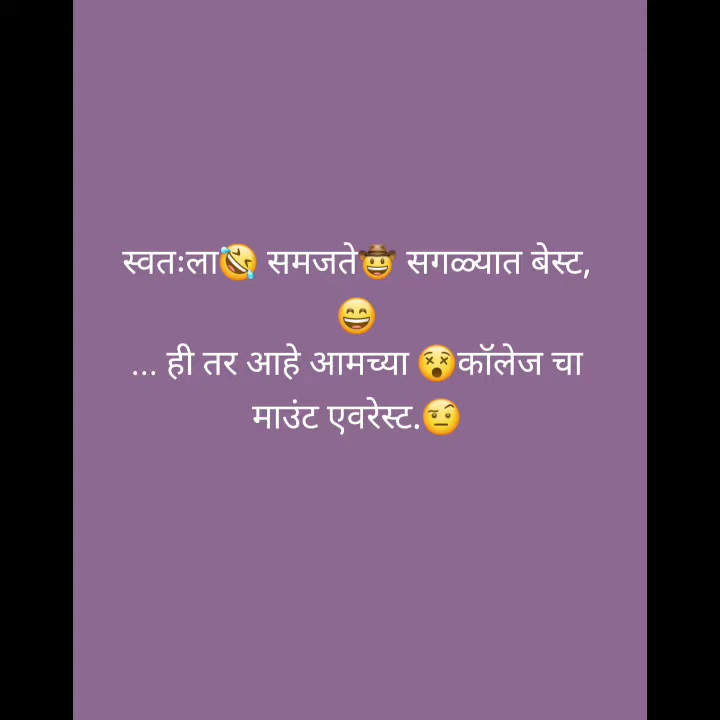 स्वतःला🤣 समजते🤠 सगळ्यात बेस्ट,
😄
... ही तर आहे आमच्या 😵कॉलेज चा
माउंट एवरेस्ट.🤨